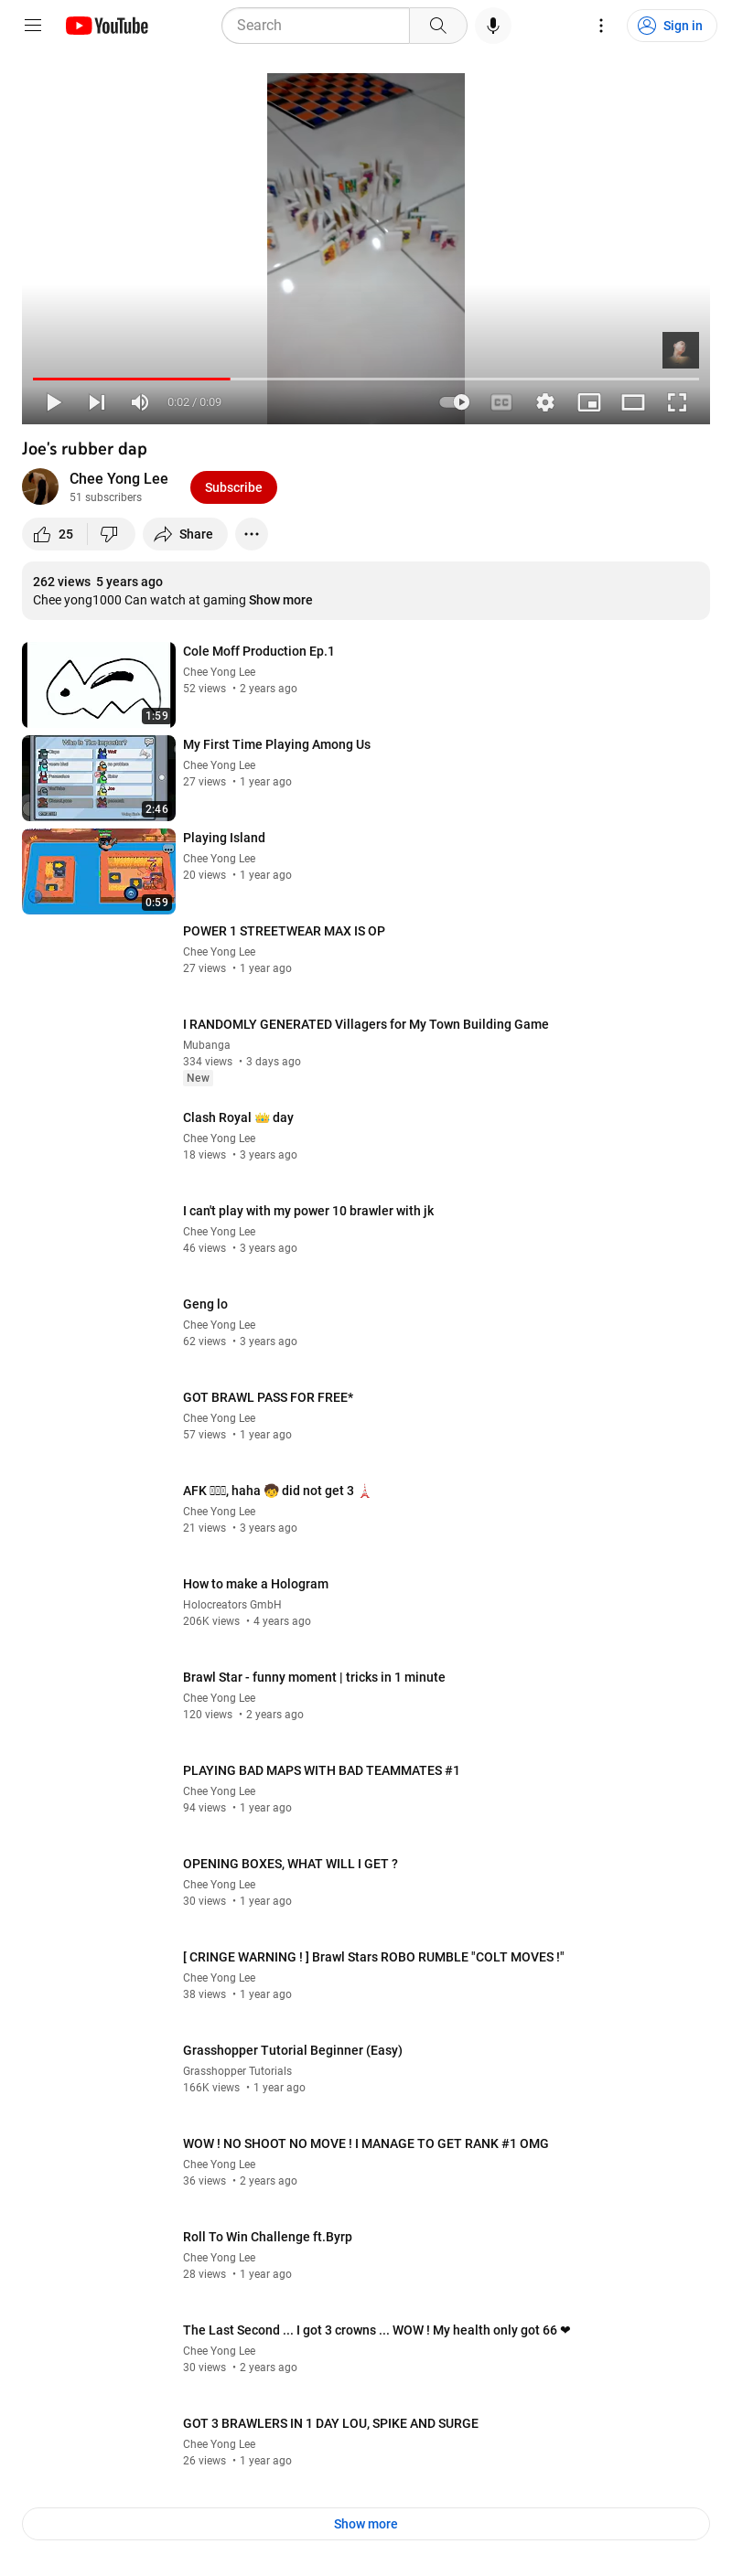 YouTube
Search
Sign in
0:02 / 0:09
CC
Joe's rubber dap
Chee Yong Lee
51 subscribers
Subscribe
25
Share
262 views 5 years ago
Chee yong1000 Can watch at gaming Show more
Cole Moff Production Ep.1
Chee Yong Lee
52 views • 2 years ago
1:59
My First Time Playing Among Us
Chee Yong Lee
27 views • 1 year ago
Who Is The Impostor?
2:46
Playing Island
Chee Yong Lee
20 views • 1 year ago
0:59
POWER 1 STREETWEAR MAX IS OP
Chee Yong Lee
27 views • 1 year ago
I RANDOMLY GENERATED Villagers for My Town Building Game
Mubanga
334 views • 3 days ago
New
Clash Royal 👑 day
Chee Yong Lee
18 views • 3 years ago
I can't play with my power 10 brawler with jk
Chee Yong Lee
46 views • 3 years ago
Geng lo
Chee Yong Lee
62 views • 3 years ago
GOT BRAWL PASS FOR FREE*
Chee Yong Lee
57 views • 1 year ago
AFK , haha 🧒 did not get 3 🗼
Chee Yong Lee
21 views • 3 years ago
How to make a Hologram
Holocreators GmbH
206K views • 4 years ago
Brawl Star - funny moment | tricks in 1 minute
Chee Yong Lee
120 views • 2 years ago
PLAYING BAD MAPS WITH BAD TEAMMATES #1
Chee Yong Lee
94 views • 1 year ago
OPENING BOXES, WHAT WILL I GET ?
Chee Yong Lee
30 views • 1 year ago
[ CRINGE WARNING ! ] Brawl Stars ROBO RUMBLE "COLT MOVES !"
Chee Yong Lee
38 views • 1 year ago
Grasshopper Tutorial Beginner (Easy)
Grasshopper Tutorials
166K views • 1 year ago
WOW ! NO SHOOT NO MOVE ! I MANAGE TO GET RANK #1 OMG
Chee Yong Lee
36 views • 2 years ago
Roll To Win Challenge ft.Byrp
Chee Yong Lee
28 views • 1 year ago
The Last Second ... I got 3 crowns ... WOW ! My health only got 66 ❤
Chee Yong Lee
30 views • 2 years ago
GOT 3 BRAWLERS IN 1 DAY LOU, SPIKE AND SURGE
Chee Yong Lee
26 views • 1 year ago
Show more